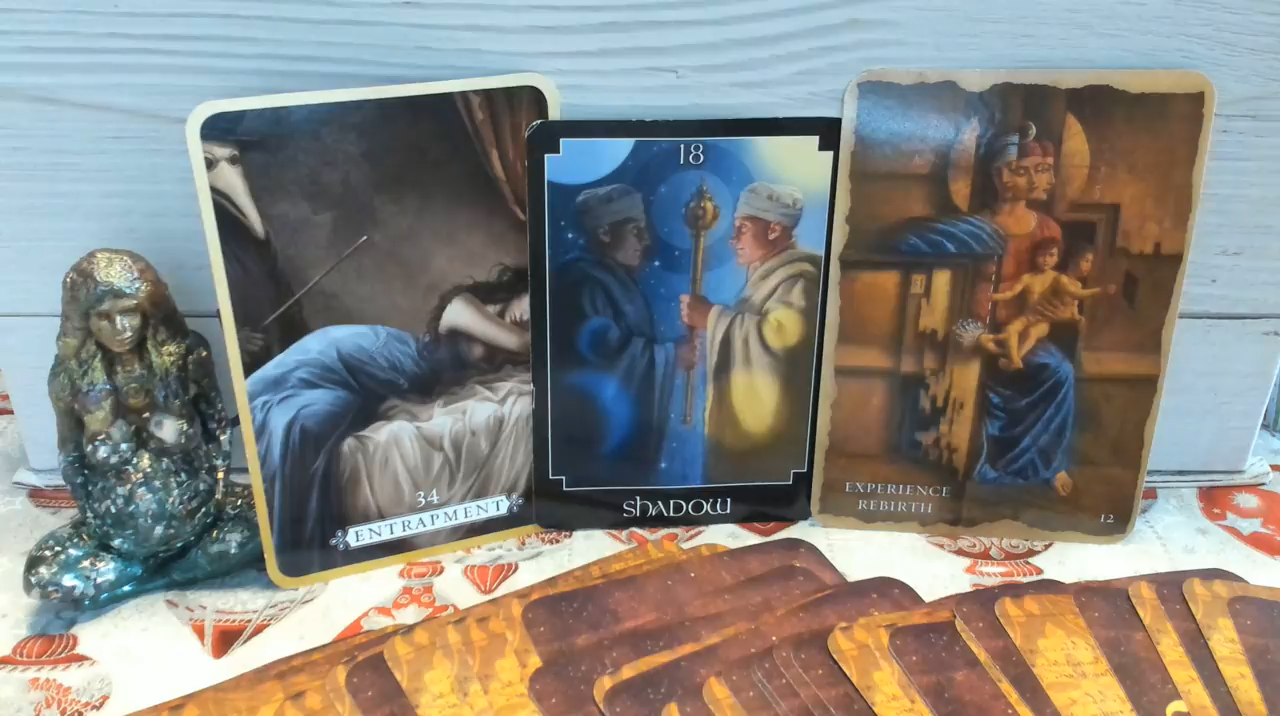 34
ENTRAPMENT
18
SHADOW
EXPERIENCE
REBIRTH
12